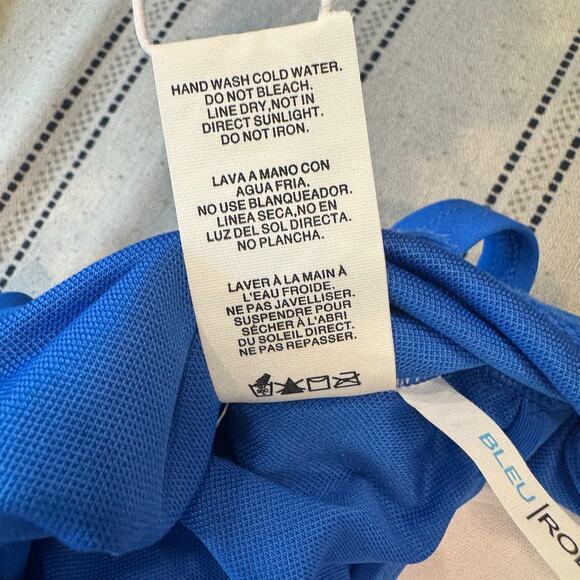 HAND WASH COLD WATER.
DO NOT BLEACH.
LINE DRY,NOT IN
DIRECT SUNLIGHT.
DO NOT IRON.
LAVA A MANO CON
AGUA FRIA.
NO USE BLANQUEADOR.
LINEA SECA,NO EN
LUZ DEL SOL DIRECTA.
NO PLANCHA.
LAVER À LA MAIN À
L'EAU FROIDE.
NE PAS JAVELLISER.
SUSPENDRE POUR
SÉCHER À L'ABRI
DU SOLEIL DIRECT.
NE PAS REPASSER.
BLEU